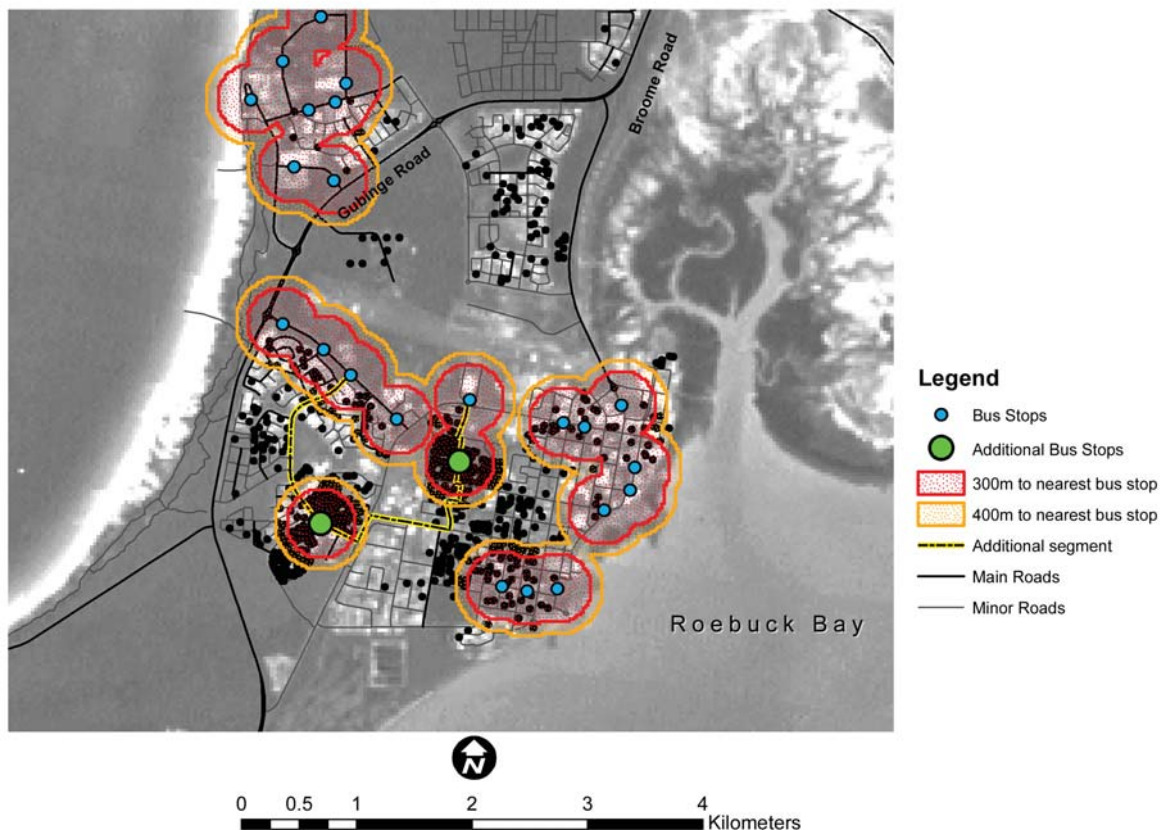 Broome Road
Gubinge Road
Roebuck Bay
Legend
Bus Stops
Additional Bus Stops
300m to nearest bus stop
400m to nearest bus stop
Additional segment
Main Roads
Minor Roads
N
0 0.5 1 2 3 4
Kilometers